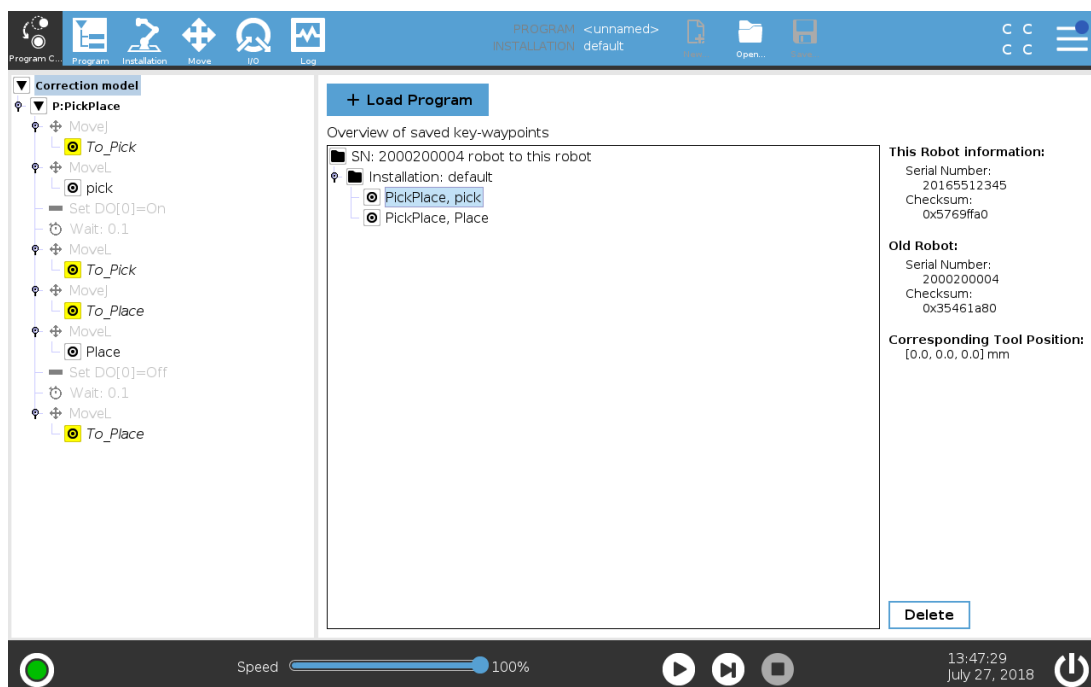 PROGRAM <unnamed>
INSTALLATION default
C C
C C
Program C... Program Installation Move I/O Log Open...
Correction model
P:PickPlace
MoveJ
To_Pick
MoveL
pick
Set DO[0]=On
Wait: 0.1
MoveL
To_Pick
MoveJ
To_Place
MoveL
Place
Set DO[0]=Off
Wait: 0.1
MoveL
To_Place
+ Load Program
Overview of saved key-waypoints
SN: 2000200004 robot to this robot
Installation: default
PickPlace, pick
PickPlace, Place
This Robot information:
Serial Number:
20165512345
Checksum:
0x5769ffa0
Old Robot:
Serial Number:
2000200004
Checksum:
0x35461a80
Corresponding Tool Position:
[0.0, 0.0, 0.0] mm
Delete
Speed 100%
13:47:29
July 27, 2018